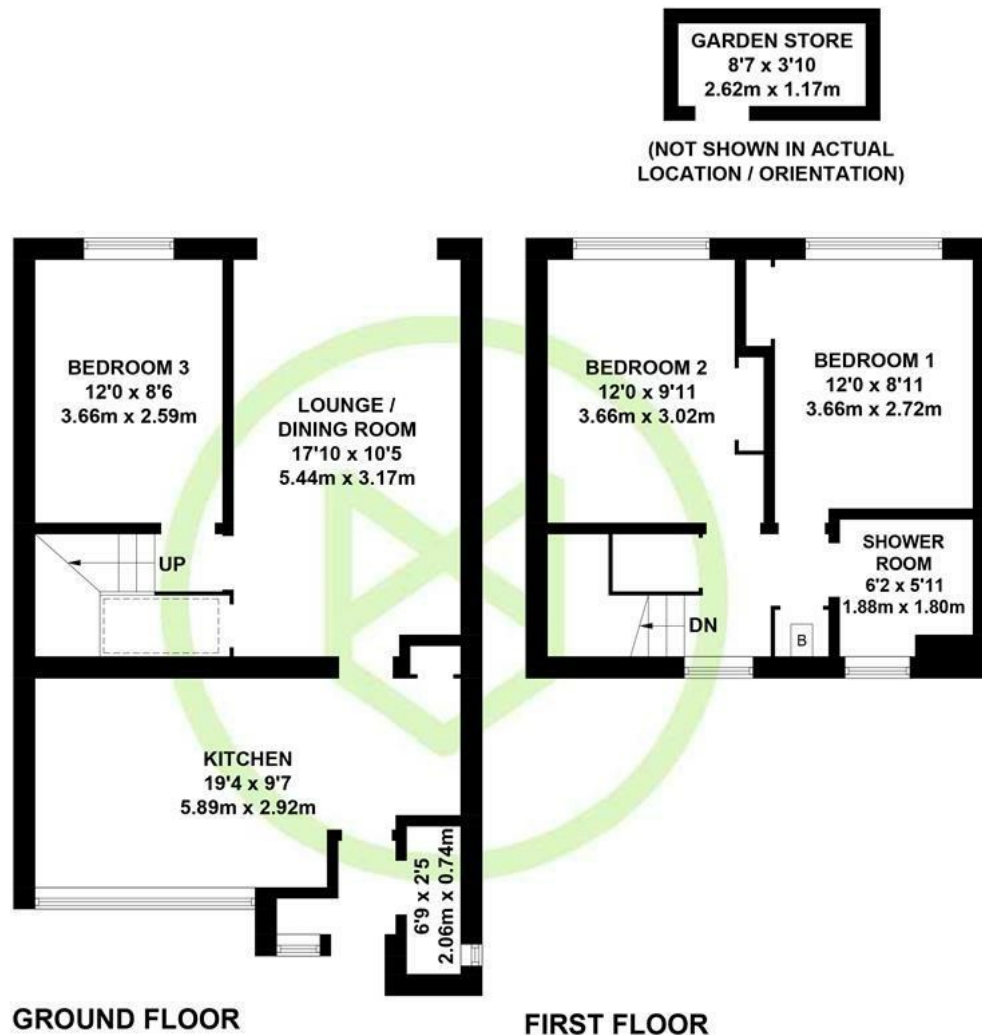 GARDEN STORE
8'7 x 3'10
2.62m x 1.17m
(NOT SHOWN IN ACTUAL
LOCATION / ORIENTATION)
BEDROOM 3
12'0 x 8'6
3.66m x 2.59m
LOUNGE /
DINING ROOM
17'10 x 10'5
5.44m x 3.17m
UP
KITCHEN
19'4 x 9'7
5.89m x 2.92m
6'9 x 2'5
2.06m x 0.74m
GROUND FLOOR
BEDROOM 2
12'0 x 9'11
3.66m x 3.02m
BEDROOM 1
12'0 x 8'11
3.66m x 2.72m
SHOWER
ROOM
6'2 x 5'11
1.88m x 1.80m
DN
B
FIRST FLOOR